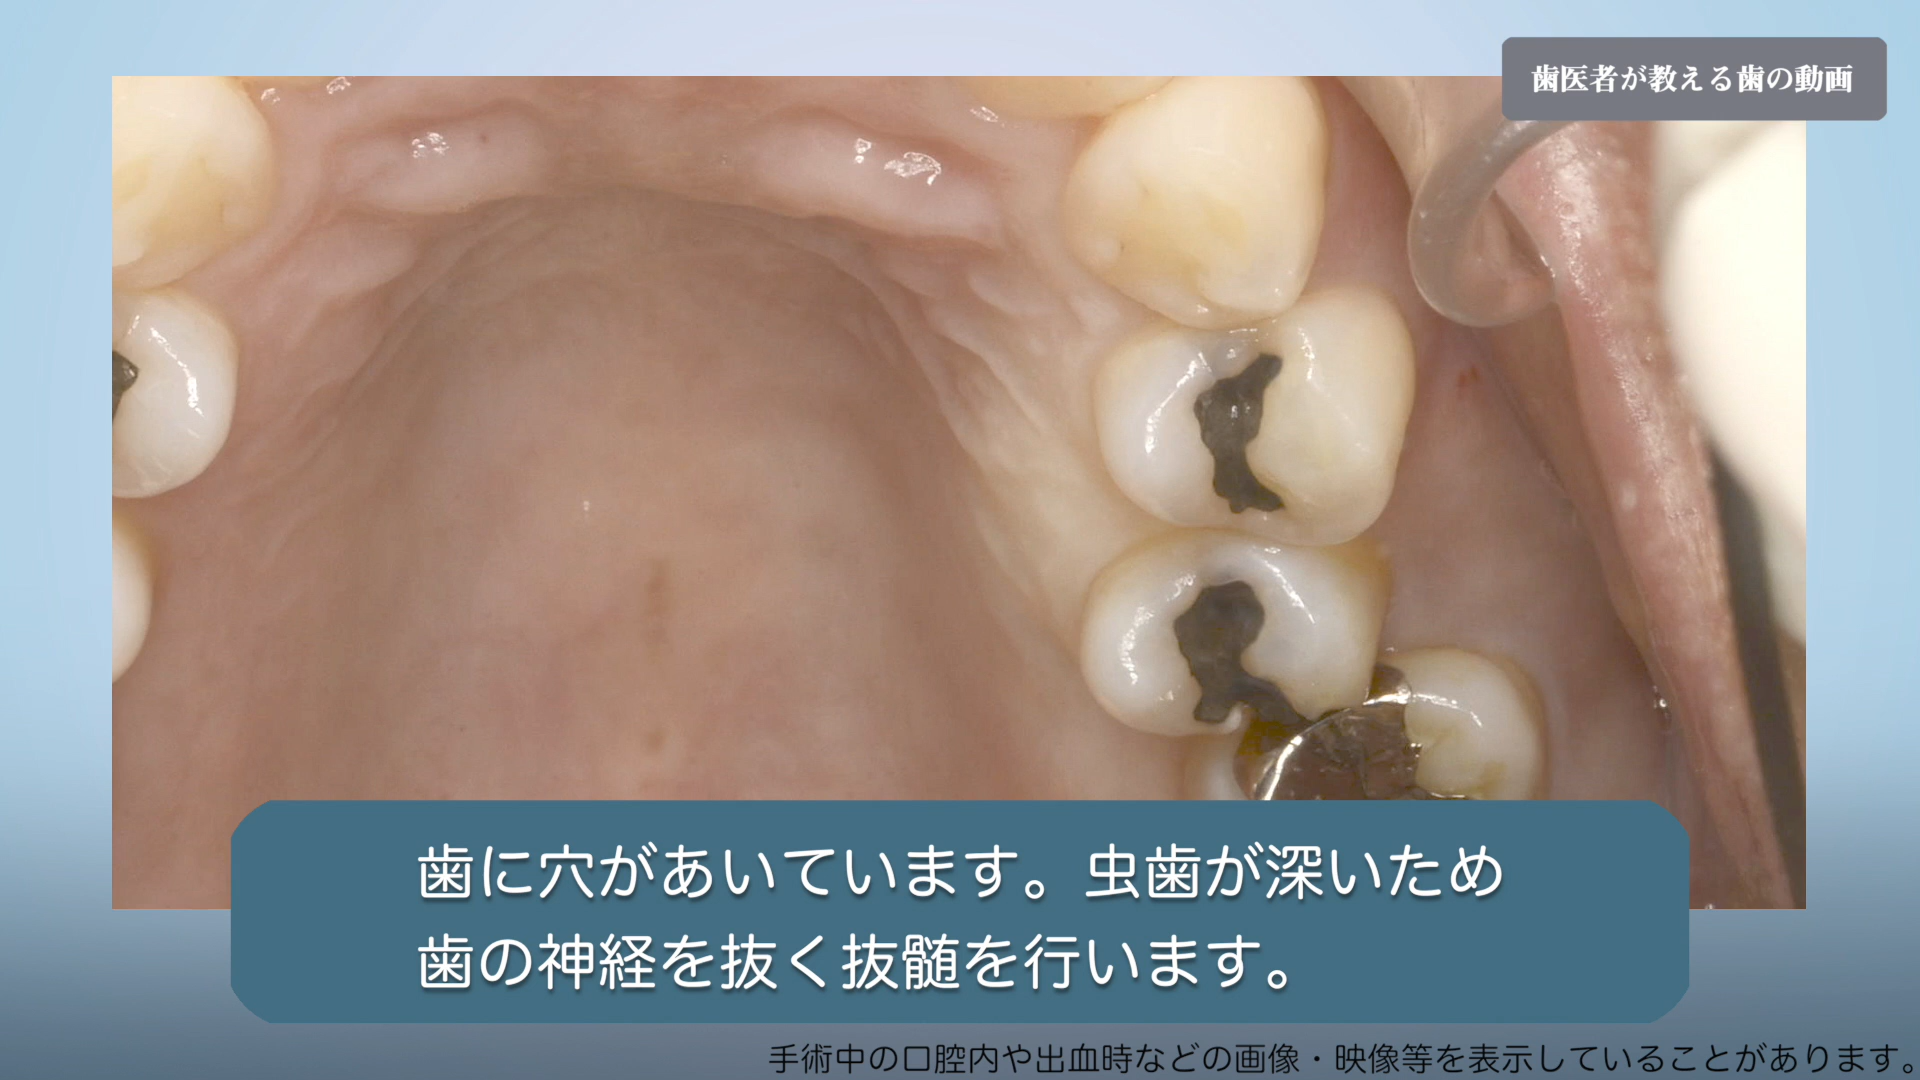 歯医者が教える歯の動画
歯に穴があいています。虫歯が深いため
歯の神経を抜く抜髄を行います。
手術中の口腔内や出血時などの画像・映像等を表示していることがあります。